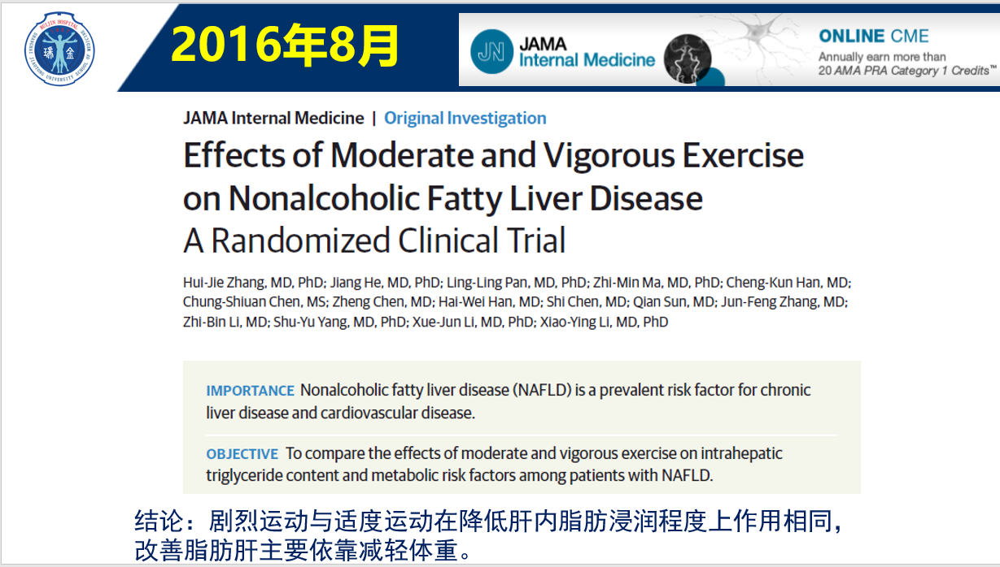 RUIJIN HOSPITAL
SHANGHAI JIAOTONG UNIVERSITY SCHOOL OF MEDICINE
瑞 金
2016年8月
JN
JAMA
Internal Medicine
ONLINE CME
Annually earn more than
20 AMA PRA Category 1 Credits™
JAMA Internal Medicine | Original Investigation
Effects of Moderate and Vigorous Exercise
on Nonalcoholic Fatty Liver Disease
A Randomized Clinical Trial
Hui-Jie Zhang, MD, PhD; Jiang He, MD, PhD; Ling-Ling Pan, MD, PhD; Zhi-Min Ma, MD, PhD; Cheng-Kun Han, MD;
Chung-Shiuan Chen, MS; Zheng Chen, MD; Hai-Wei Han, MD; Shi Chen, MD; Qian Sun, MD; Jun-Feng Zhang, MD;
Zhi-Bin Li, MD; Shu-Yu Yang, MD, PhD; Xue-Jun Li, MD, PhD; Xiao-Ying Li, MD, PhD
IMPORTANCE Nonalcoholic fatty liver disease (NAFLD) is a prevalent risk factor for chronic
liver disease and cardiovascular disease.
OBJECTIVE To compare the effects of moderate and vigorous exercise on intrahepatic
triglyceride content and metabolic risk factors among patients with NAFLD.
结论：剧烈运动与适度运动在降低肝内脂肪浸润程度上作用相同，
改善脂肪肝主要依靠减轻体重。